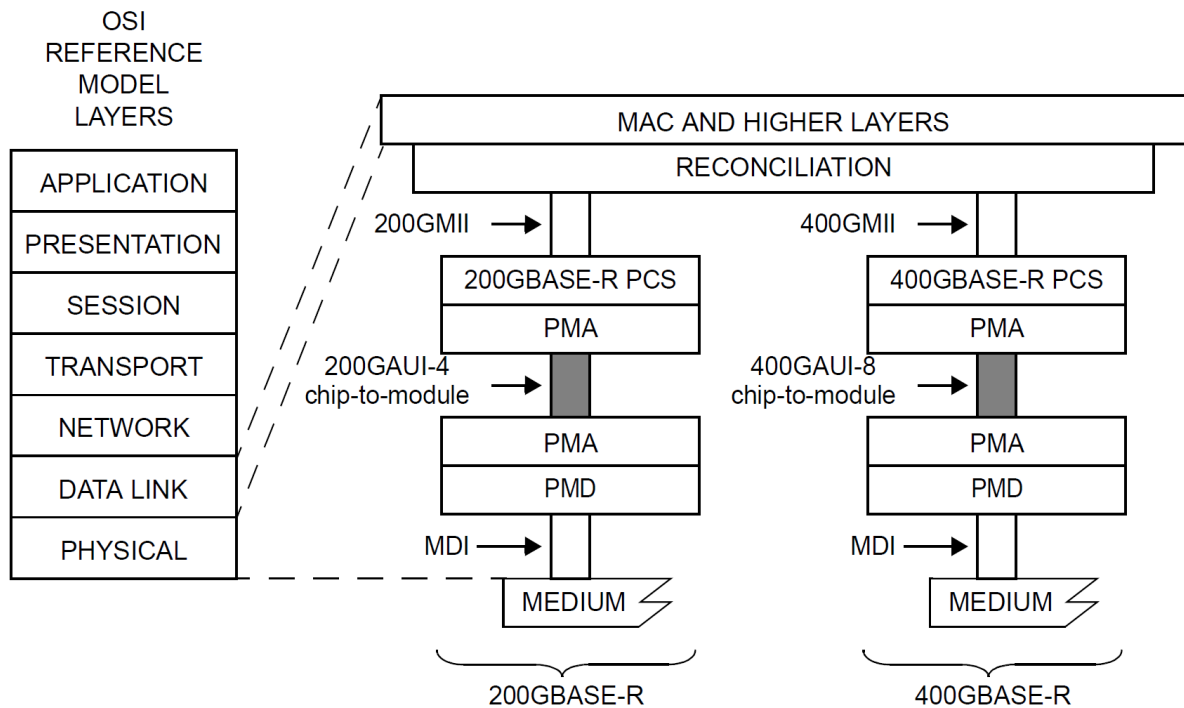 OSI
REFERENCE
MODEL
LAYERS
APPLICATION
PRESENTATION
SESSION
TRANSPORT
NETWORK
DATA LINK
PHYSICAL
MAC AND HIGHER LAYERS
RECONCILIATION
200GMII
400GMII
200GBASE-R PCS
400GBASE-R PCS
PMA
PMA
200GAUI-4
chip-to-module
400GAUI-8
chip-to-module
PMA
PMA
PMD
PMD
MDI
MDI
MEDIUM
MEDIUM
200GBASE-R
400GBASE-R